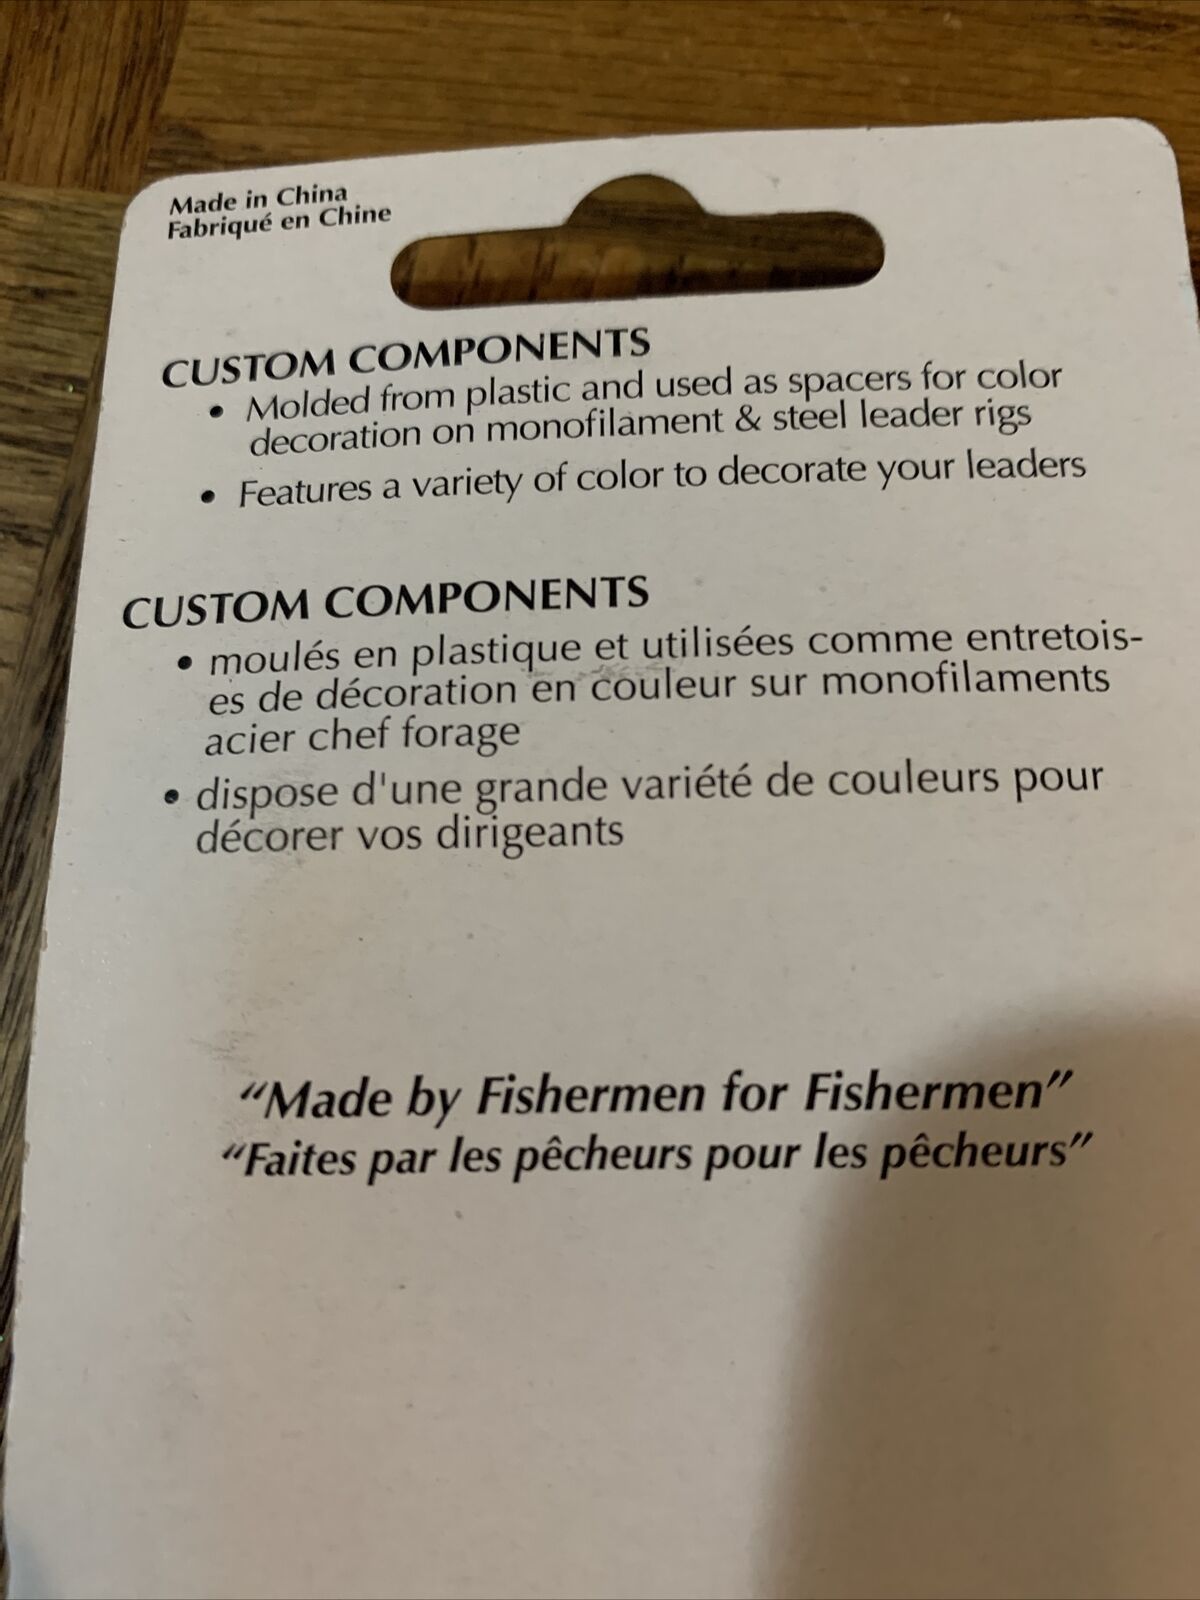 Made in China
Fabriqué en Chine
CUSTOM COMPONENTS
• Molded from plastic and used as spacers for color
decoration on monofilament & steel leader rigs
• Features a variety of color to decorate your leaders
CUSTOM COMPONENTS
• moulés en plastique et utilisées comme entretois-
es de décoration en couleur sur monofilaments
acier chef forage
• dispose d'une grande variété de couleurs pour
décorer vos dirigeants
“Made by Fishermen for Fishermen”
“Faites par les pêcheurs pour les pêcheurs”